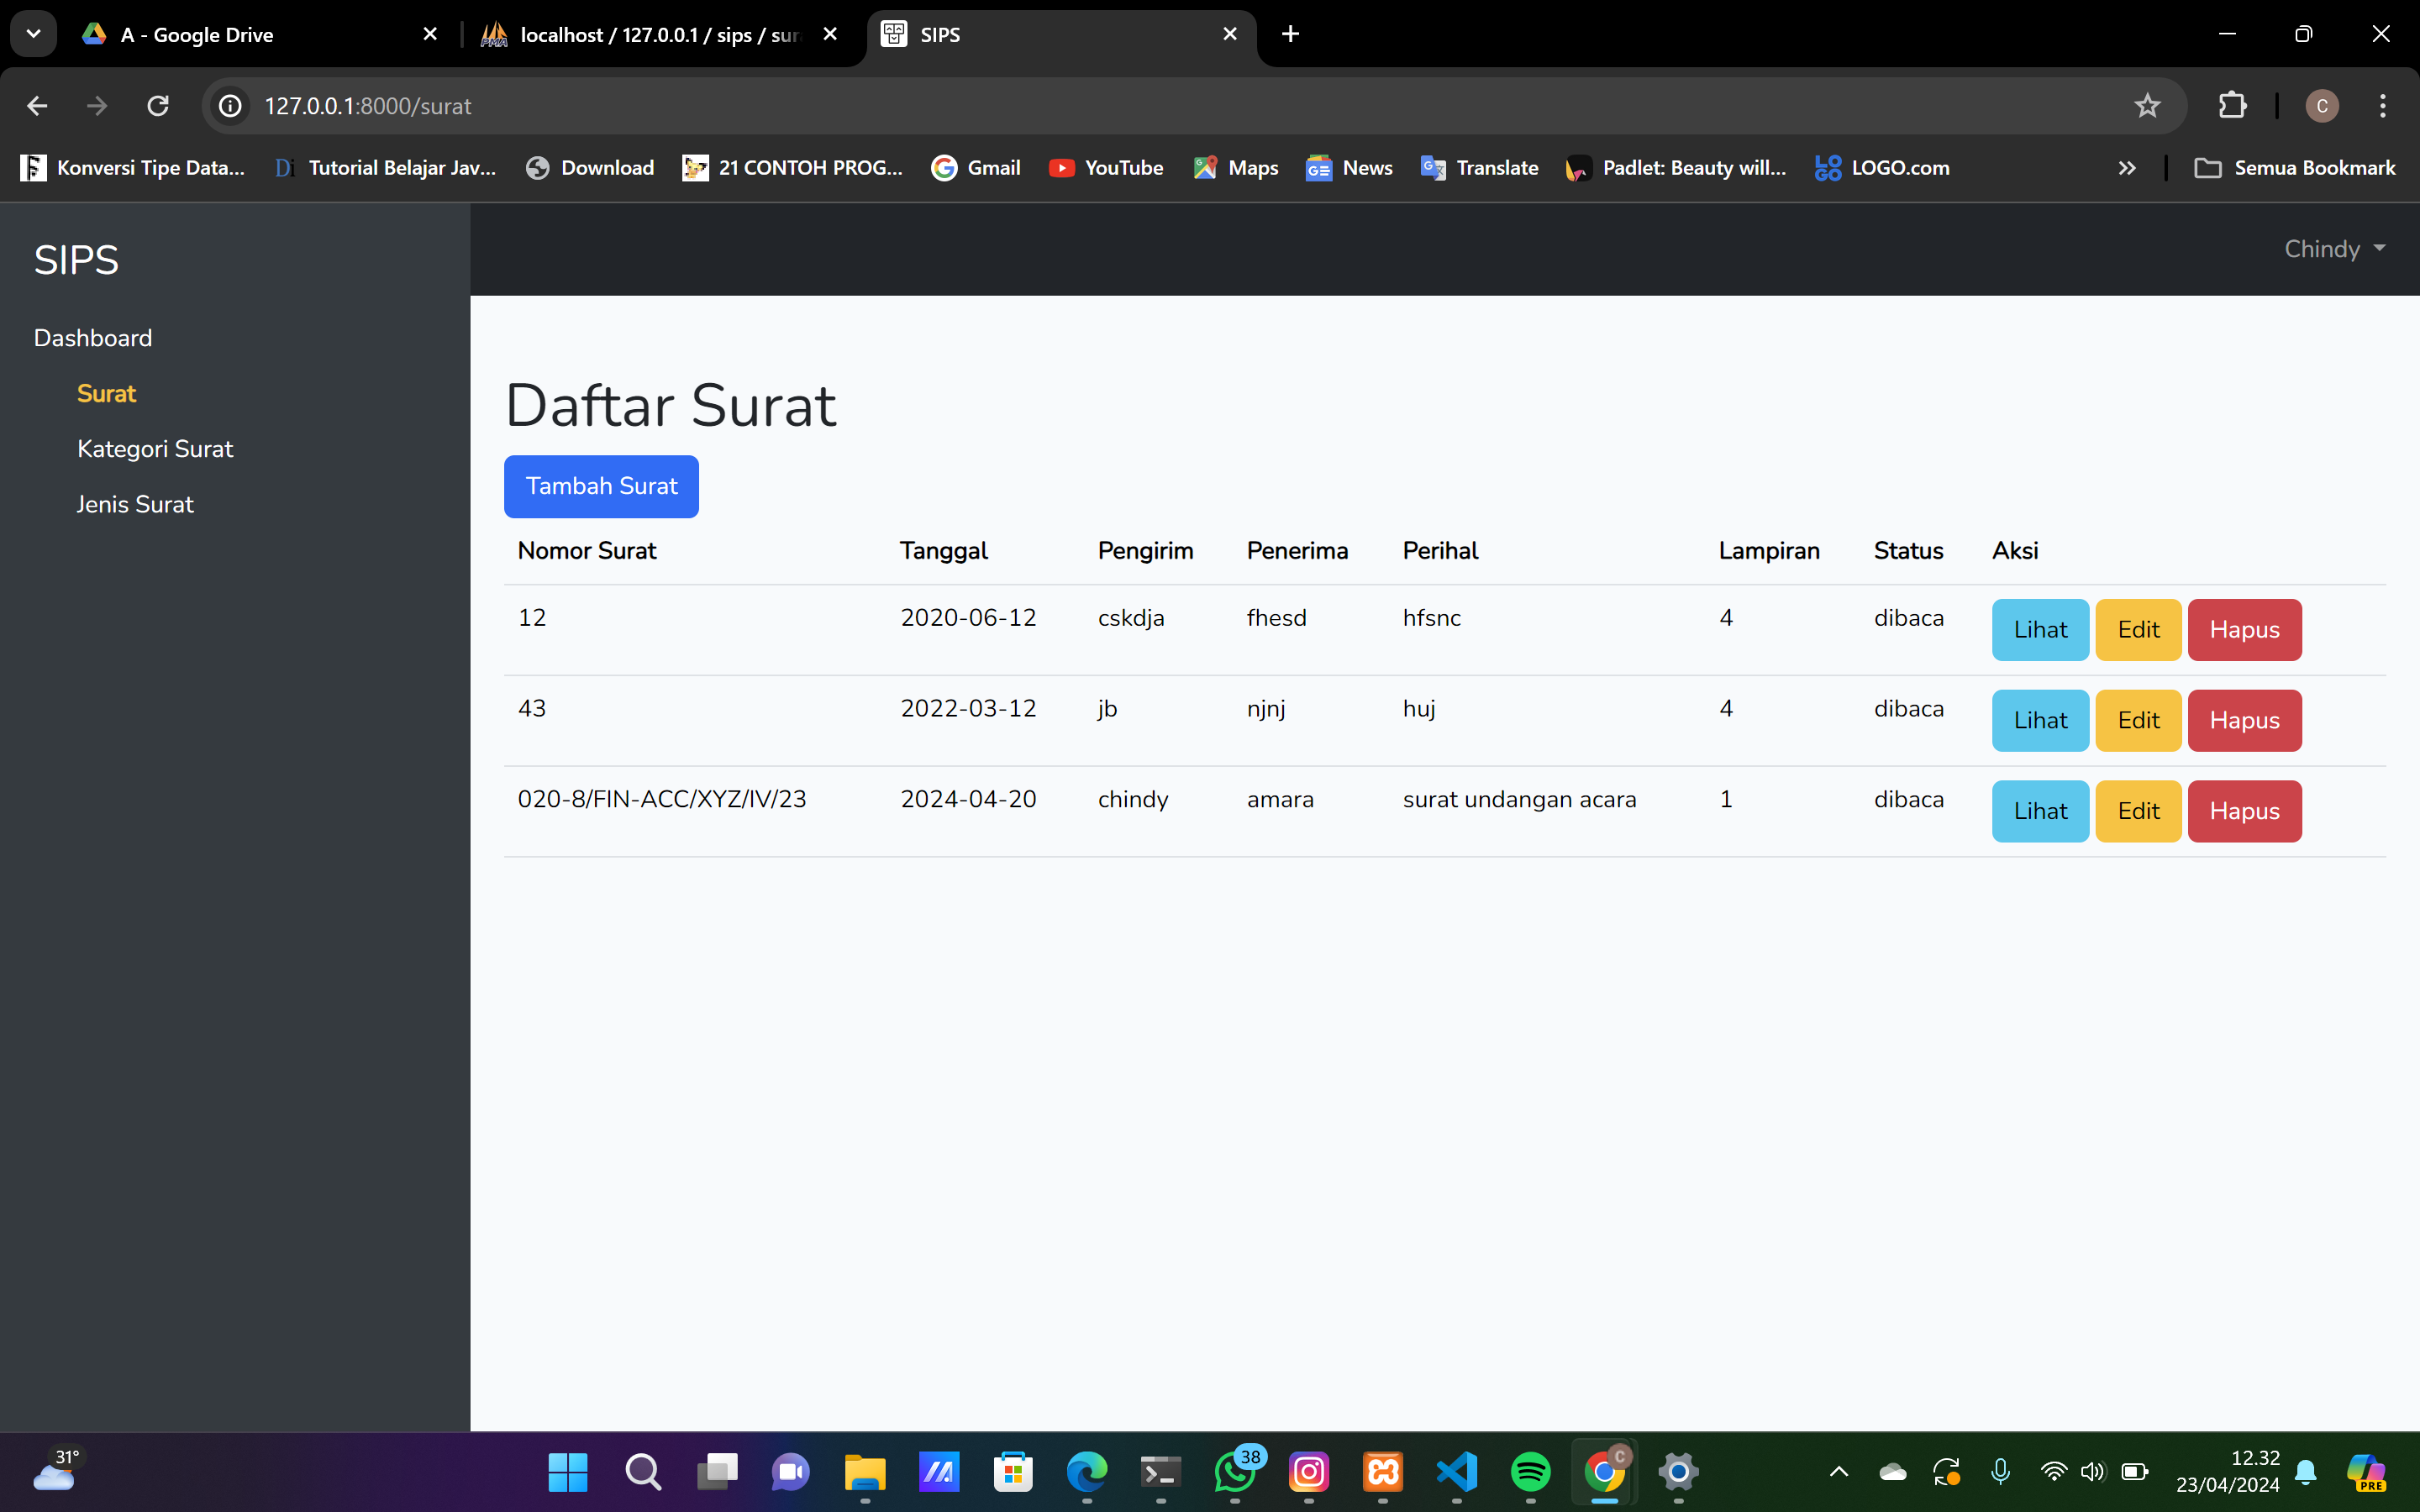 A - Google Drive
localhost / 127.0.0.1 / sips / sur
SIPS
127.0.0.1:8000/surat
C
Konversi Tipe Data...
Tutorial Belajar Jav...
Download
21 CONTOH PROG...
Gmail
YouTube
Maps
News
Translate
Padlet: Beauty will...
LOGO.com
Semua Bookmark
SIPS
Chindy
Dashboard
Surat
Kategori Surat
Jenis Surat
Daftar Surat
Tambah Surat
Nomor Surat Tanggal Pengirim Penerima Perihal Lampiran Status Aksi
12 2020-06-12 cskdja fhesd hfsnc 4 dibaca Lihat Edit Hapus
43 2022-03-12 jb njnj huj 4 dibaca Lihat Edit Hapus
020-8/FIN-ACC/XYZ/IV/23 2024-04-20 chindy amara surat undangan acara 1 dibaca Lihat Edit Hapus
31°
38
C
12.32
23/04/2024
PRE